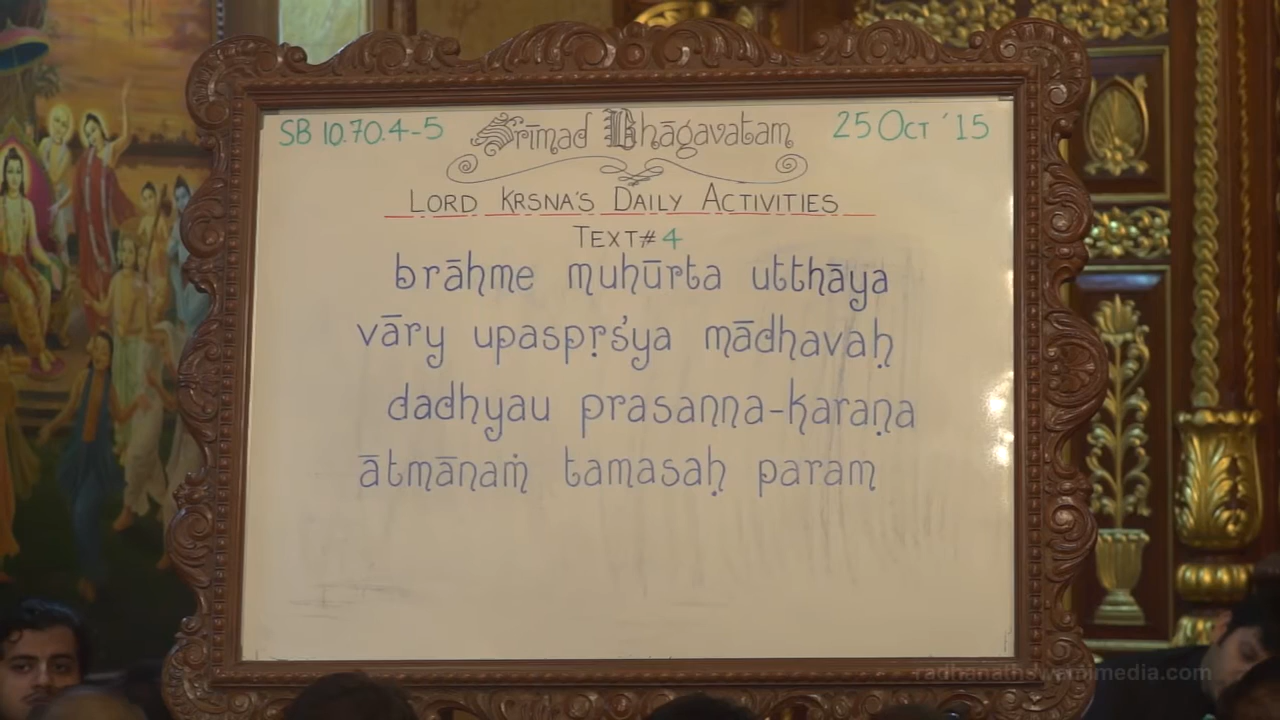 SB 10.70.4-5 Śrīmad Bhāgavatam 25 OCT '15
LORD KRSNA'S DAILY ACTIVITIES
TEXT# 4
brāhme muhūrta utthāya
vāry upaspṛśya mādhavaḥ
dadhyau prasanna-karaṇa
ātmānaṁ tamasaḥ param
radhanathswamimedia.com